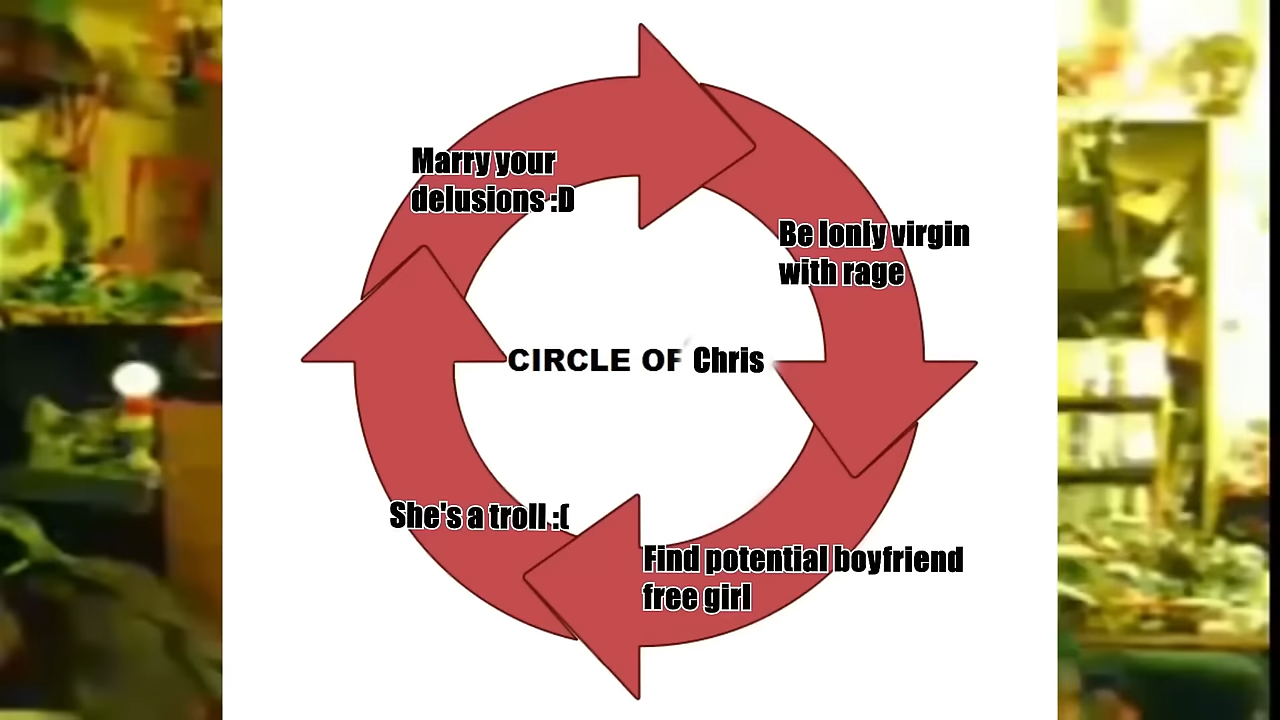 Marry your
delusions :D
Be lonly virgin
with rage
CIRCLE OF Chris
She's a troll :(
Find potential boyfriend
free girl